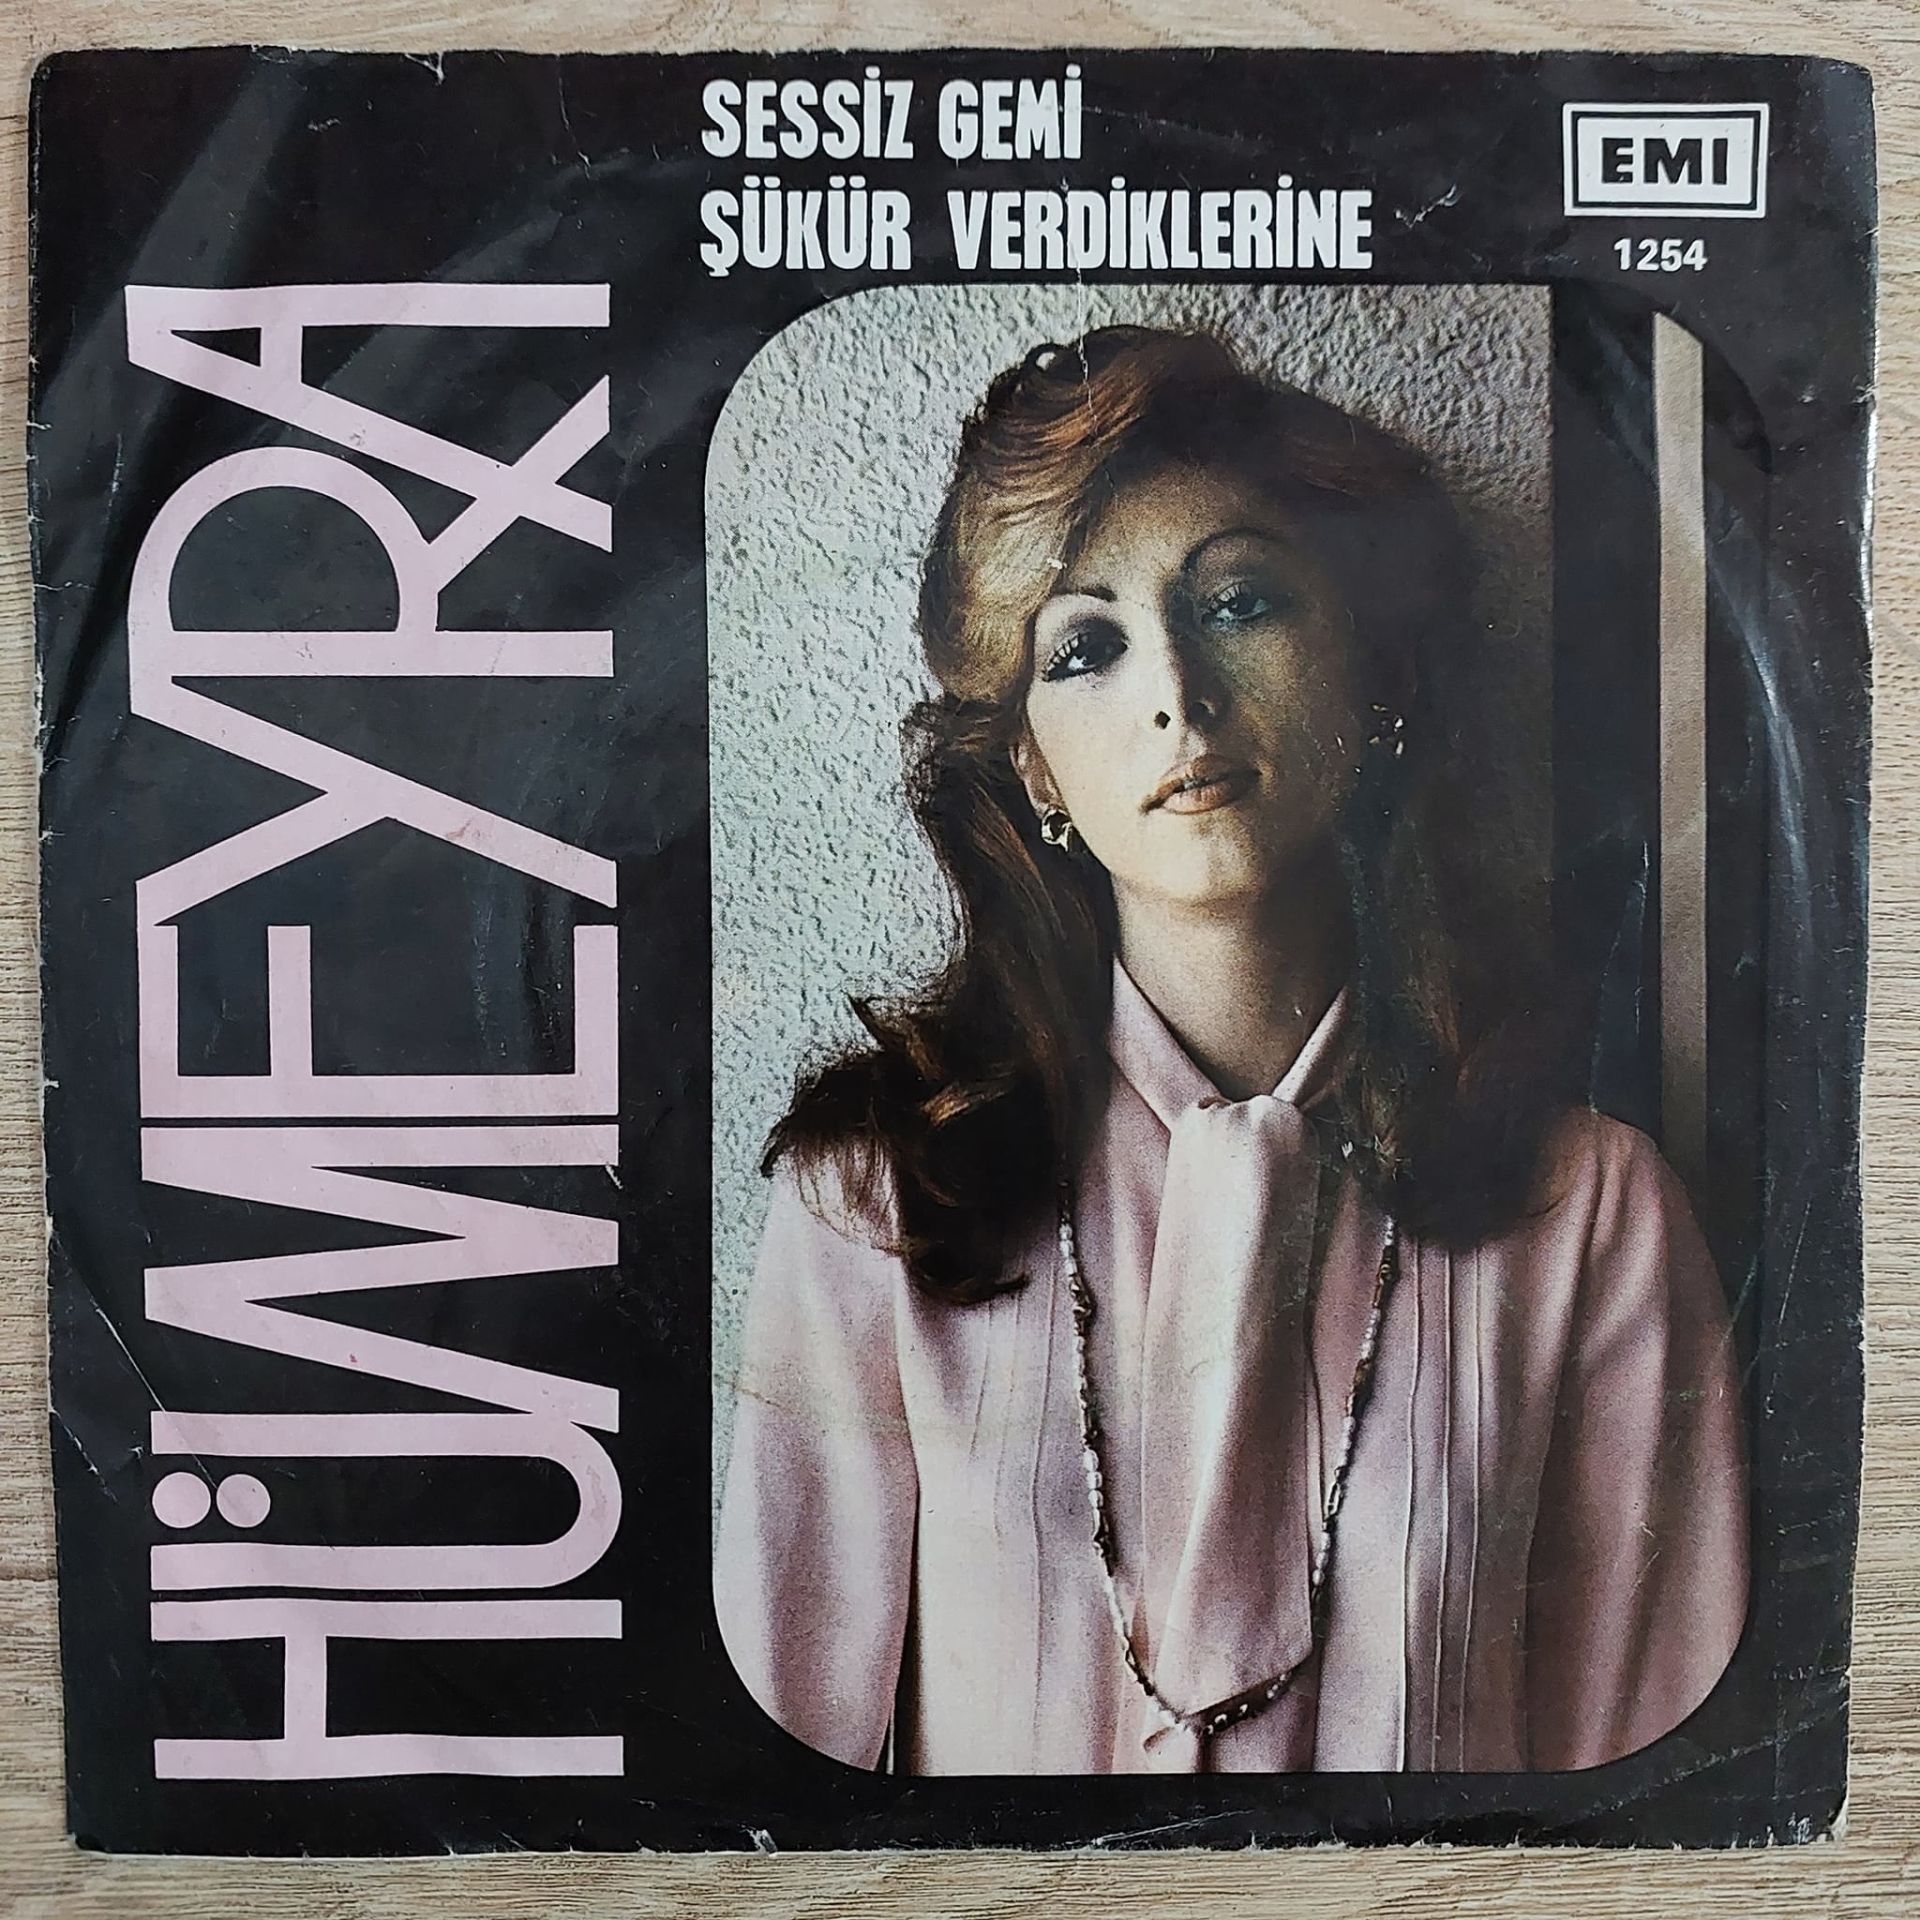 SESSİZ GEMİ
ŞÜKÜR VERDİKLERİNE
EMI
1254
HÜMEYRA